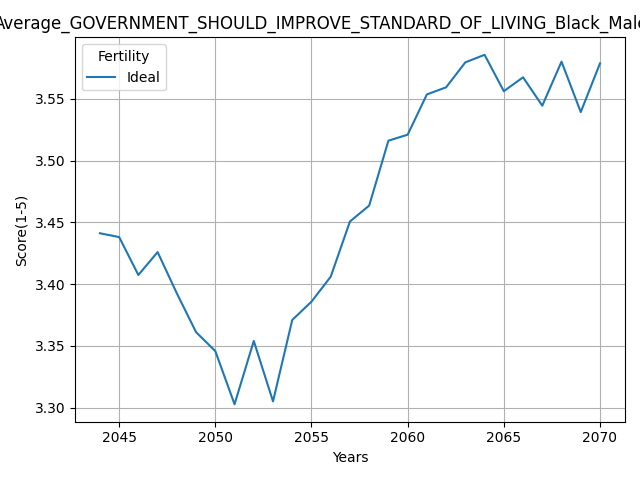 Average_GOVERNMENT_SHOULD_IMPROVE_STANDARD_OF_LIVING_Black_Male
Fertility
Ideal
Score(1-5)
3.55
3.50
3.45
3.40
3.35
3.30
2045 2050 2055 2060 2065 2070
Years